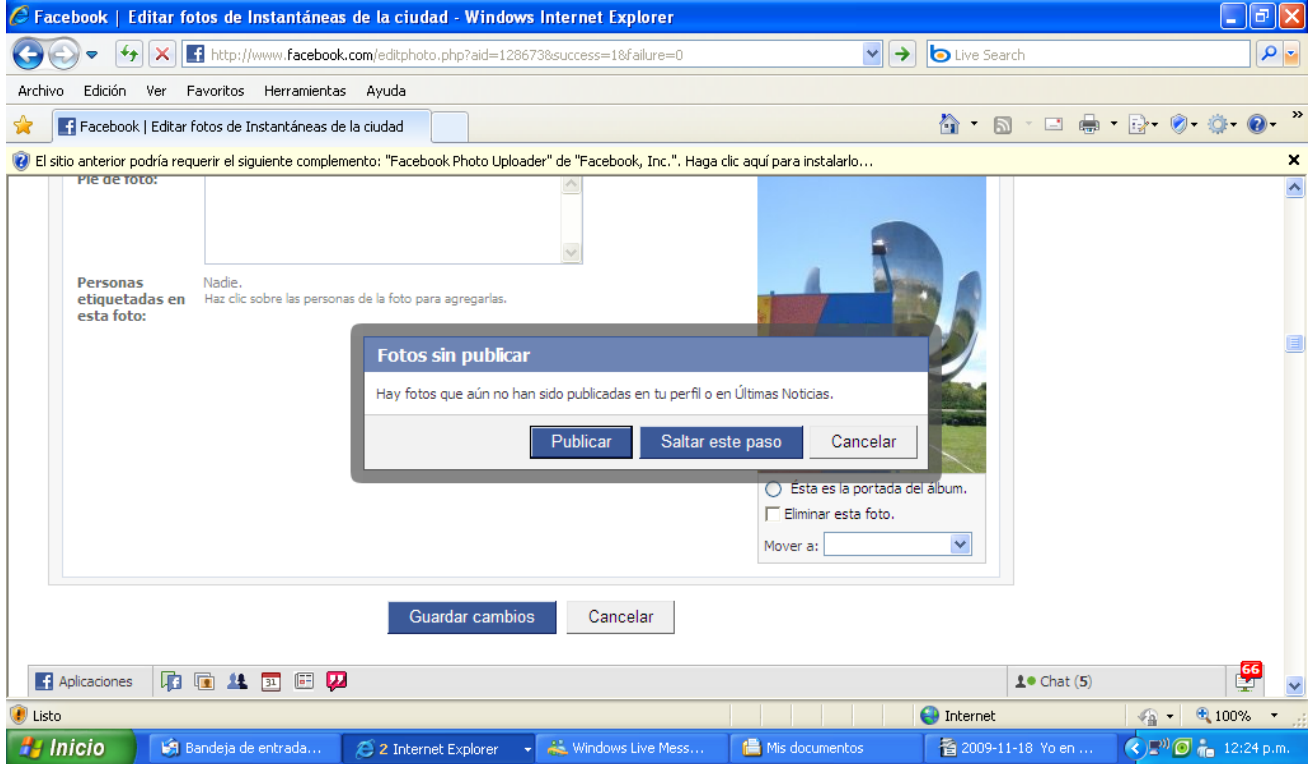 Facebook | Editar fotos de Instantáneas de la ciudad - Windows Internet Explorer
http://www.facebook.com/editphoto.php?aid=128673&success=1&failure=0
Live Search
Archivo Edición Ver Favoritos Herramientas Ayuda
Facebook | Editar fotos de Instantáneas de la ciudad
El sitio anterior podría requerir el siguiente complemento: "Facebook Photo Uploader" de "Facebook, Inc.". Haga clic aquí para instalarlo...
Pie de foto:
Personas etiquetadas en esta foto:
Nadie.
Haz clic sobre las personas de la foto para agregarlas.
Fotos sin publicar
Hay fotos que aún no han sido publicadas en tu perfil o en Últimas Noticias.
Publicar Saltar este paso Cancelar
Ésta es la portada del álbum.
Eliminar esta foto.
Mover a:
Guardar cambios Cancelar
Aplicaciones 31 Chat (5) 66
Listo Internet 100%
Inicio Bandeja de entrada... 2 Internet Explorer Windows Live Mess... Mis documentos 2009-11-18 Yo en ... 12:24 p.m.